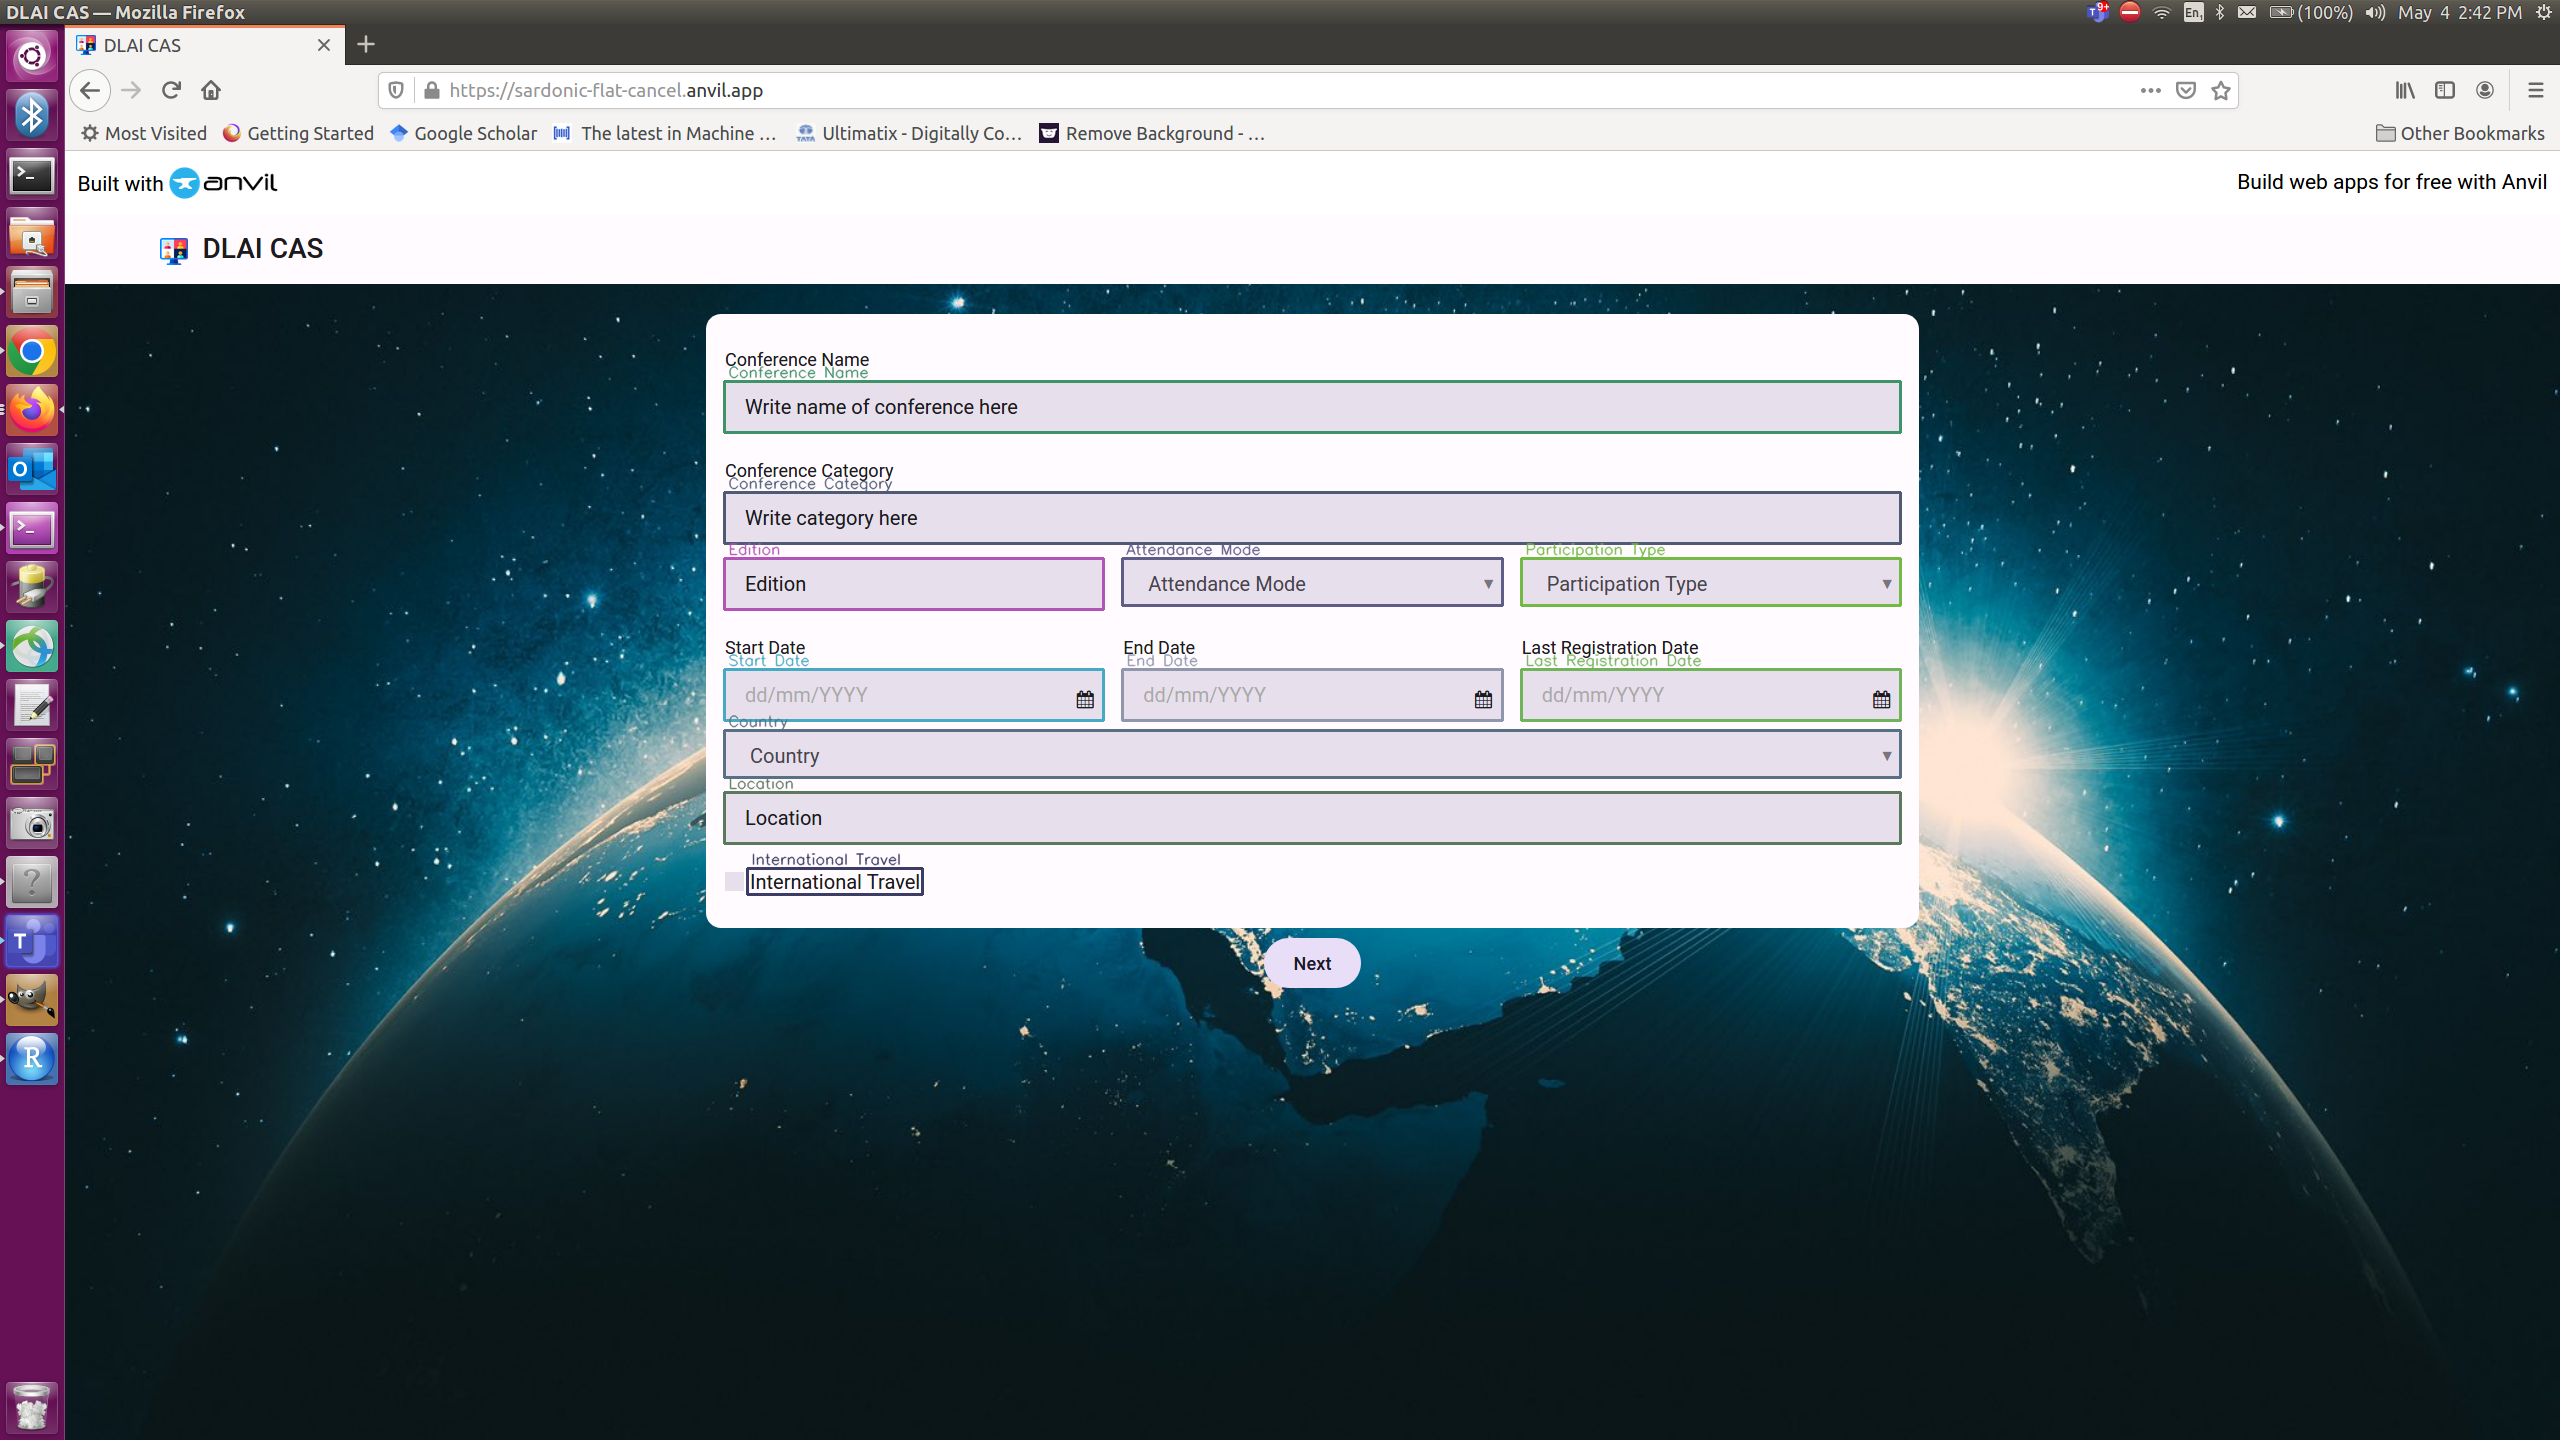 DLAI CAS — Mozilla Firefox
9+ En1 (100%) May 4 2:42 PM
DLAI CAS
https://sardonic-flat-cancel.anvil.app
Most Visited Getting Started Google Scholar The latest in Machine … Ultimatix - Digitally Co… Remove Background - … Other Bookmarks
Built with anvil Build web apps for free with Anvil
DLAI CAS
Conference Name
Conference Name
Write name of conference here
Conference Category
Conference Category
Write category here
Edition Attendance Mode Participation Type
Edition Attendance Mode Participation Type
Start Date End Date Last Registration Date
Start Date End Date Last Registration Date
dd/mm/YYYY dd/mm/YYYY dd/mm/YYYY
Country
Country
Location
Location
International Travel
International Travel
Next